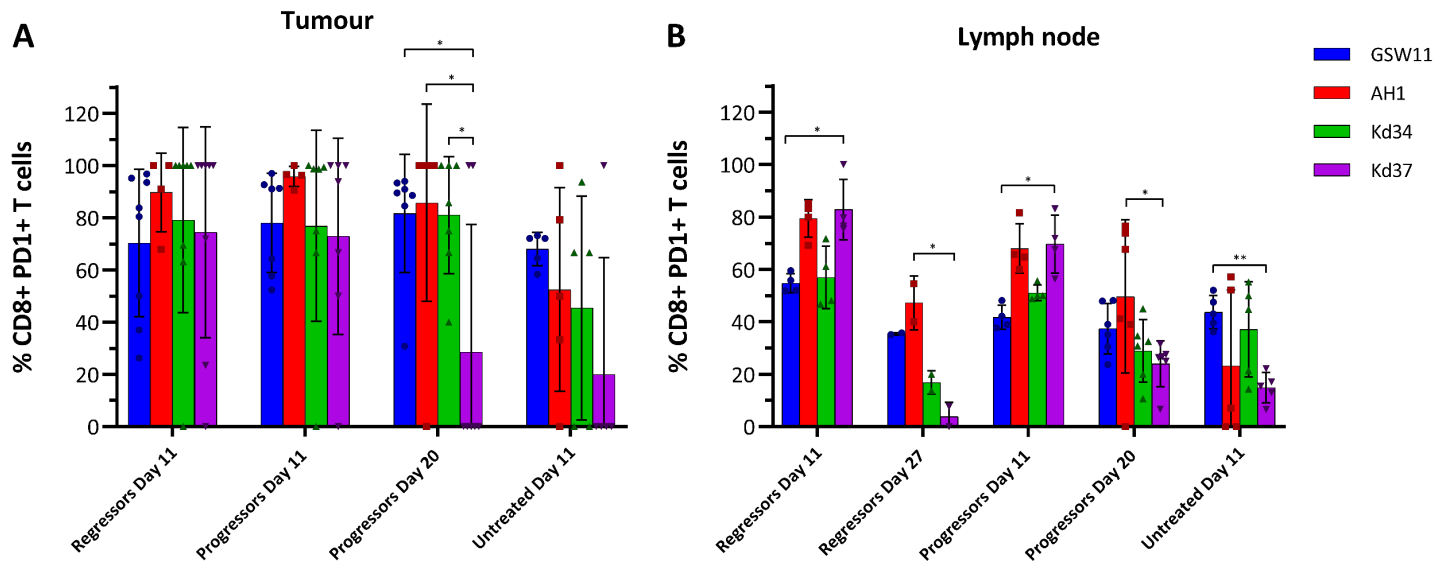 A
Tumour
% CD8+ PD1+ T cells
120
100
80
60
40
20
0
*
*
*
Regressors Day 11
Progressors Day 11
Progressors Day 20
Untreated Day 11
B
Lymph node
% CD8+ PD1+ T cells
120
100
80
60
40
20
0
*
*
*
*
**
Regressors Day 11
Regressors Day 27
Progressors Day 11
Progressors Day 20
Untreated Day 11
GSW11
AH1
Kd34
Kd37